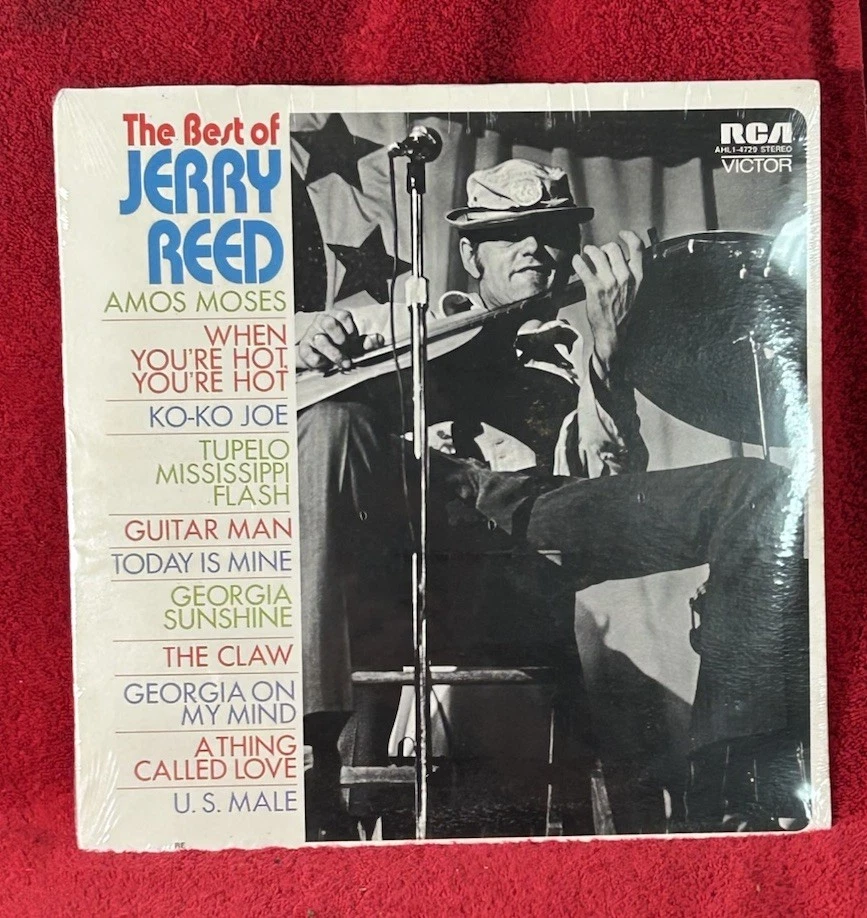 The Best of
JERRY
REED
AMOS MOSES
WHEN
YOU'RE HOT,
YOU'RE HOT
KO-KO JOE
TUPELO
MISSISSIPPI
FLASH
GUITAR MAN
TODAY IS MINE
GEORGIA
SUNSHINE
THE CLAW
GEORGIA ON
MY MIND
A THING
CALLED LOVE
U.S. MALE
RCA
AHL1-4729 STEREO
VICTOR
RE